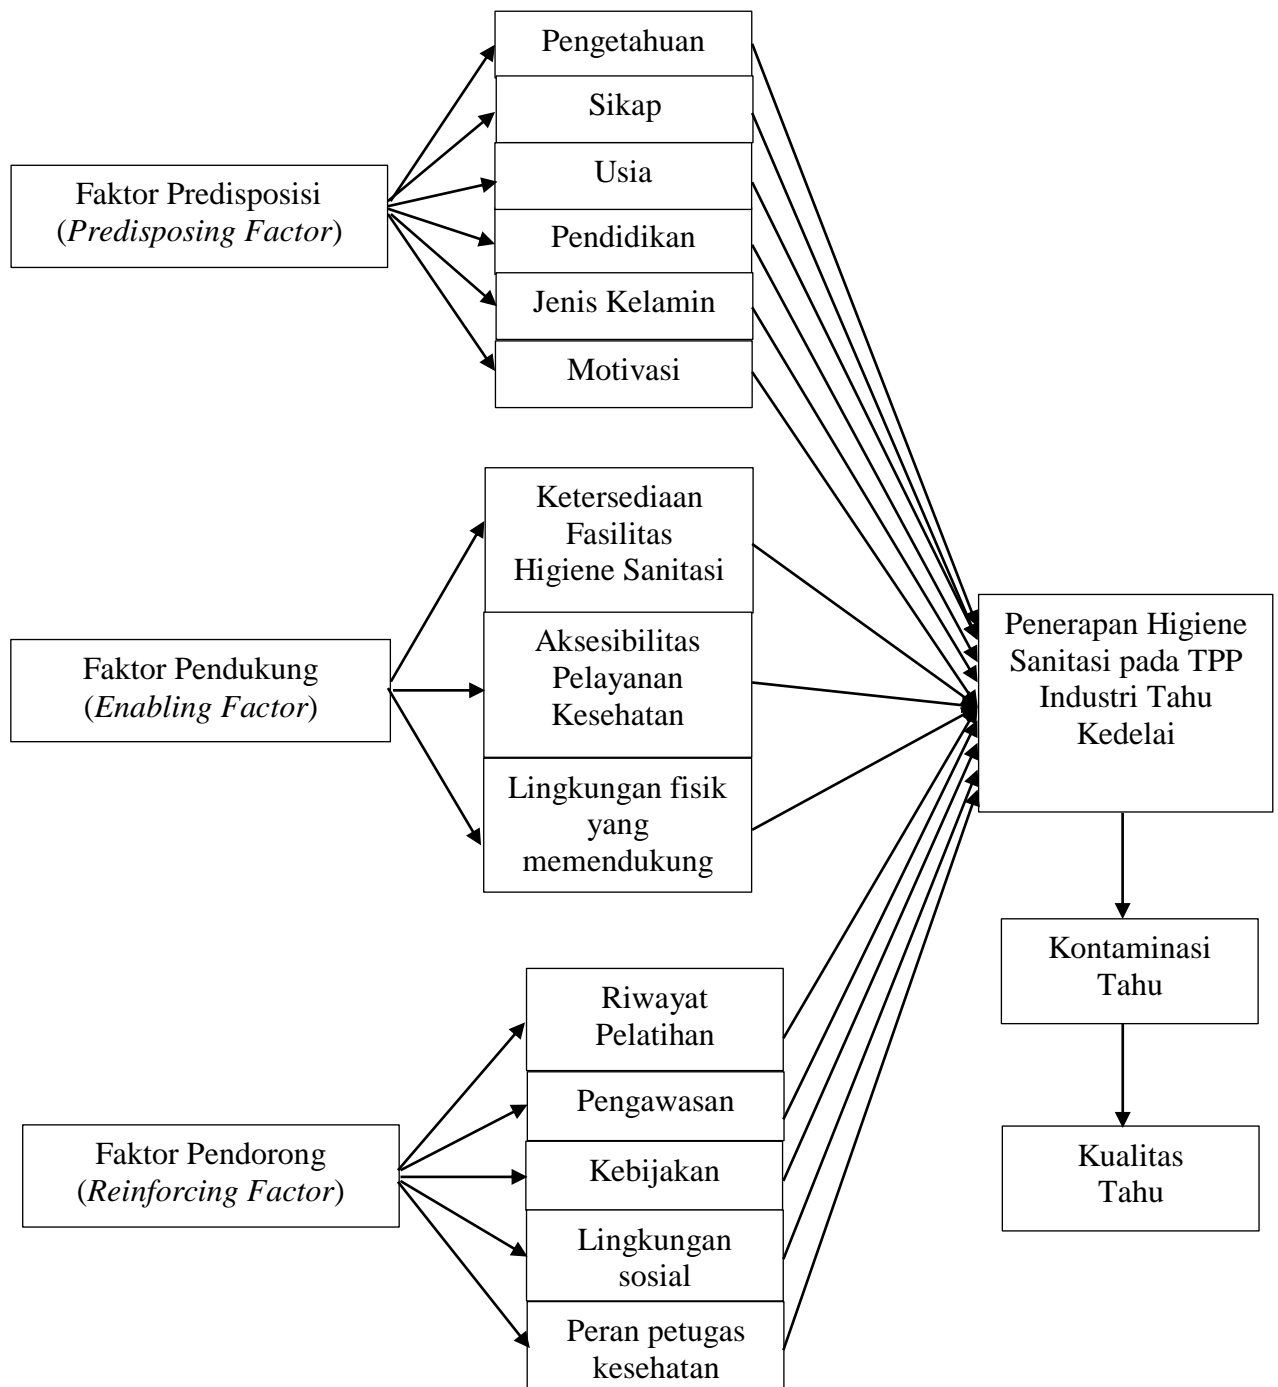 Pengetahuan
Sikap
Usia
Pendidikan
Jenis Kelamin
Motivasi
Faktor Predisposisi
(Predisposing Factor)
Ketersediaan
Fasilitas
Higiene Sanitasi
Aksesibilitas
Pelayanan
Kesehatan
Lingkungan fisik
yang
memendukung
Faktor Pendukung
(Enabling Factor)
Penerapan Higiene
Sanitasi pada TPP
Industri Tahu
Kedelai
Kontaminasi
Tahu
Kualitas
Tahu
Riwayat
Pelatihan
Pengawasan
Kebijakan
Lingkungan
sosial
Peran petugas
kesehatan
Faktor Pendorong
(Reinforcing Factor)